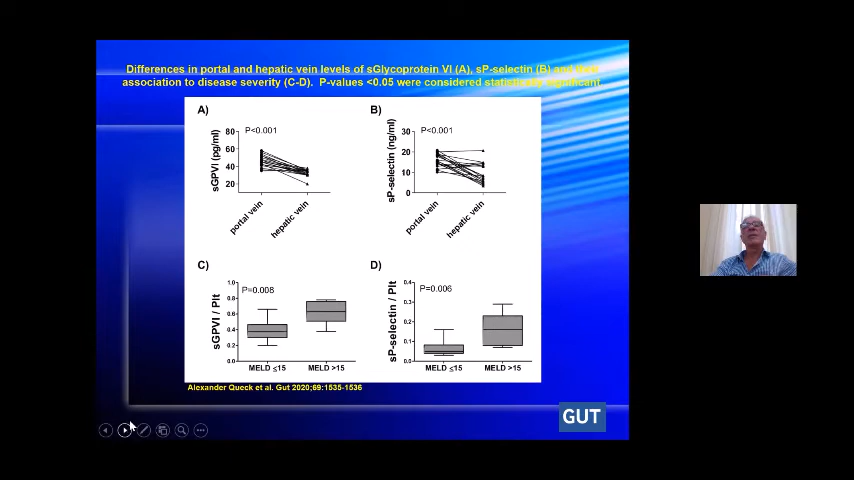 Differences in portal and hepatic vein levels of sGlycoprotein VI (A), sP-selectin (B) and their
association to disease severity (C-D). P-values <0.05 were considered statistically significant
A)
P<0.001
80
60
40
20
sGPVI (pg/ml)
portal vein
hepatic vein
B)
P<0.001
30
20
10
0
sP-selectin (ng/ml)
portal vein
hepatic vein
C)
P=0.008
1.0
0.8
0.6
0.4
0.2
0.0
sGPVI / Plt
MELD ≤15
MELD >15
D)
P=0.006
0.4
0.3
0.2
0.1
0.0
sP-selectin / Plt
MELD ≤15
MELD >15
Alexander Queck et al. Gut 2020;69:1535-1536
GUT